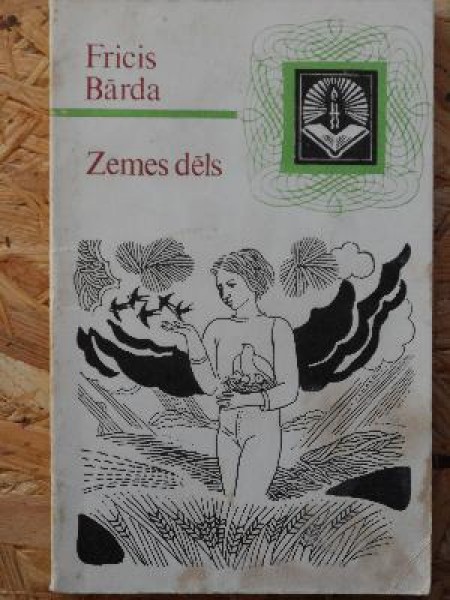 Fricis
Bārda
Zemes dēls